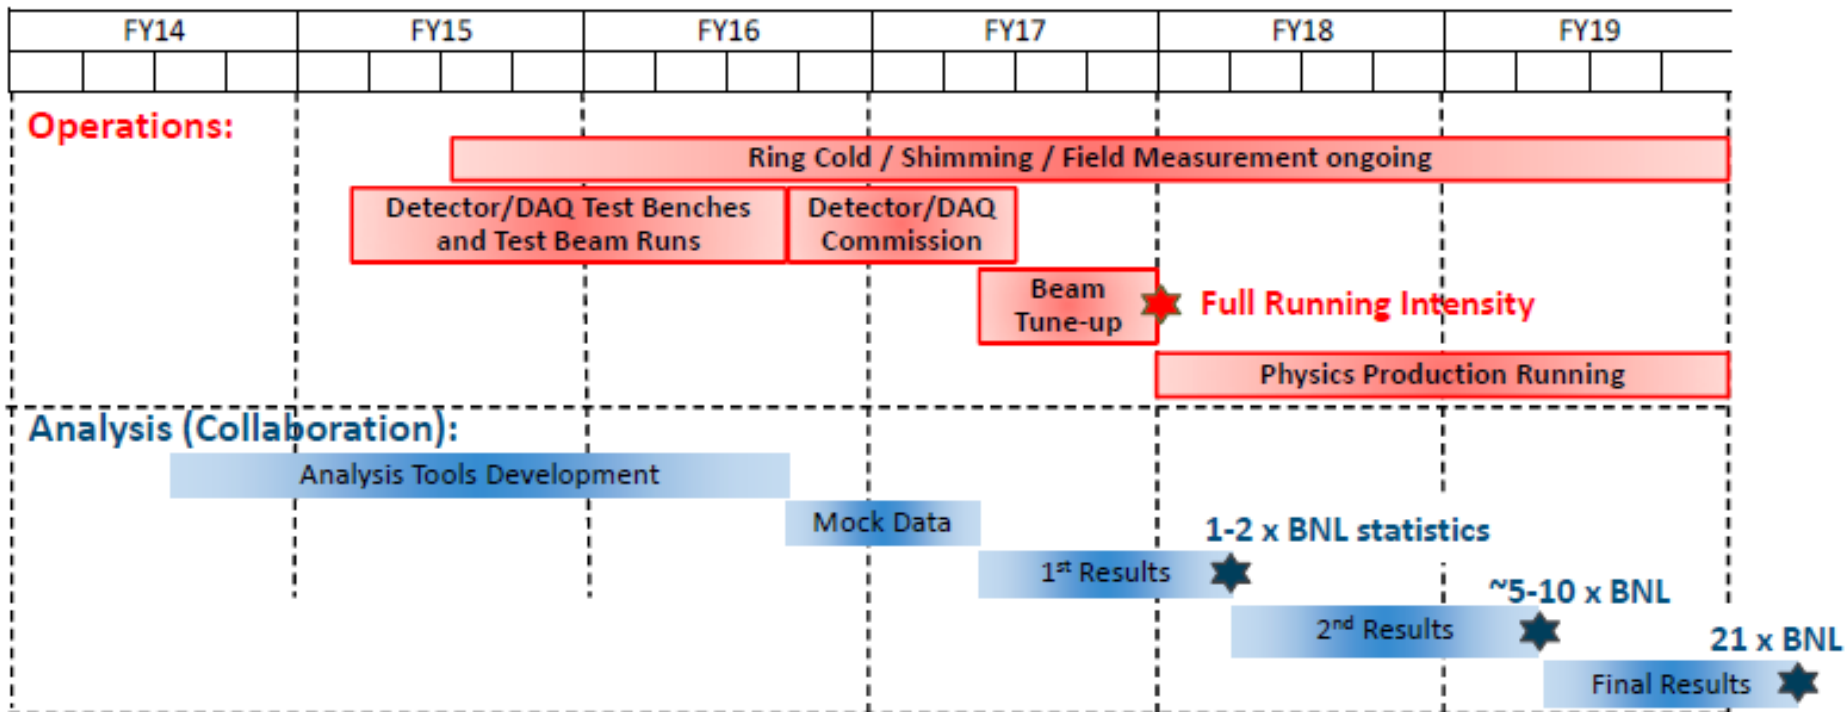 FY14 FY15 FY16 FY17 FY18 FY19
Operations:
Ring Cold / Shimming / Field Measurement ongoing
Detector/DAQ Test Benches
and Test Beam Runs
Detector/DAQ
Commission
Beam
Tune-up
Full Running Intensity
Physics Production Running
Analysis (Collaboration):
Analysis Tools Development
Mock Data
1-2 x BNL statistics
1st Results
~5-10 x BNL
2nd Results
21 x BNL
Final Results